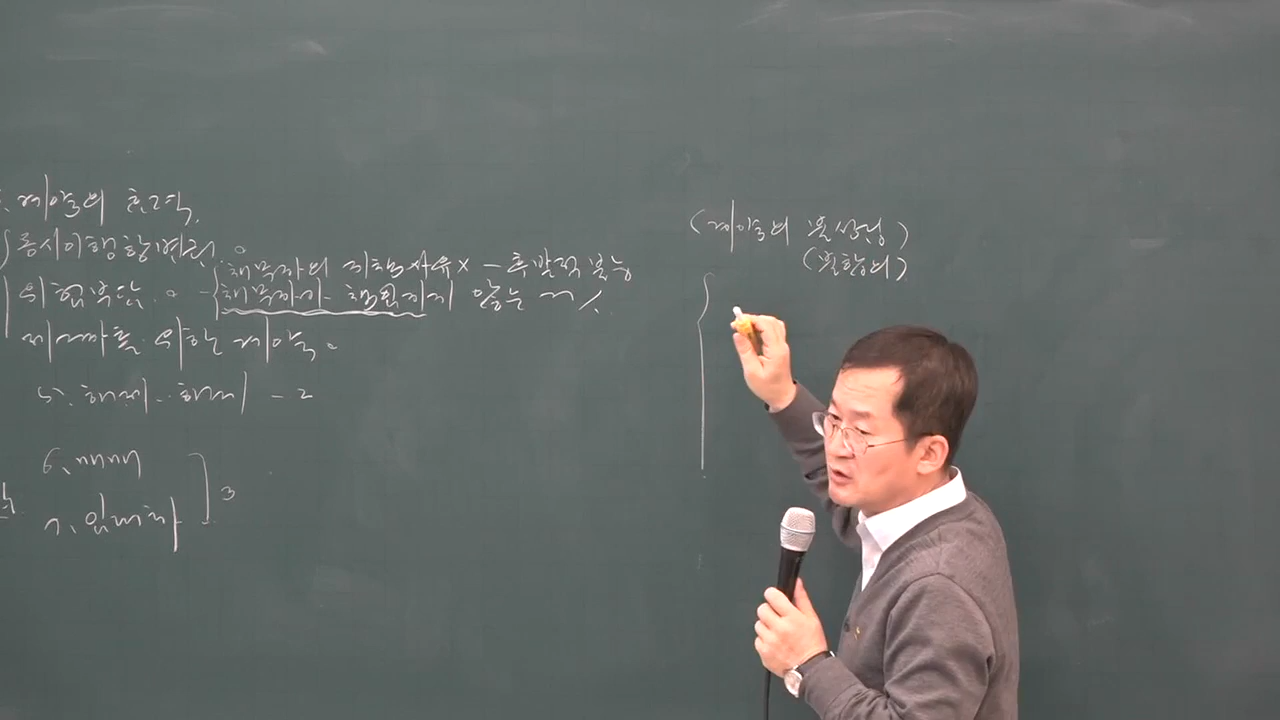 계약의 효력.
동시이행항변권.
위험부담. - 채무자의 귀책사유 X - 후발적 불능
채무자가 책임지지 않는
제3자를 위한 계약.
5. 해제. 해지 - 2
6. 매매
7. 임대차
3
(계약의 불성립)
(불합의)